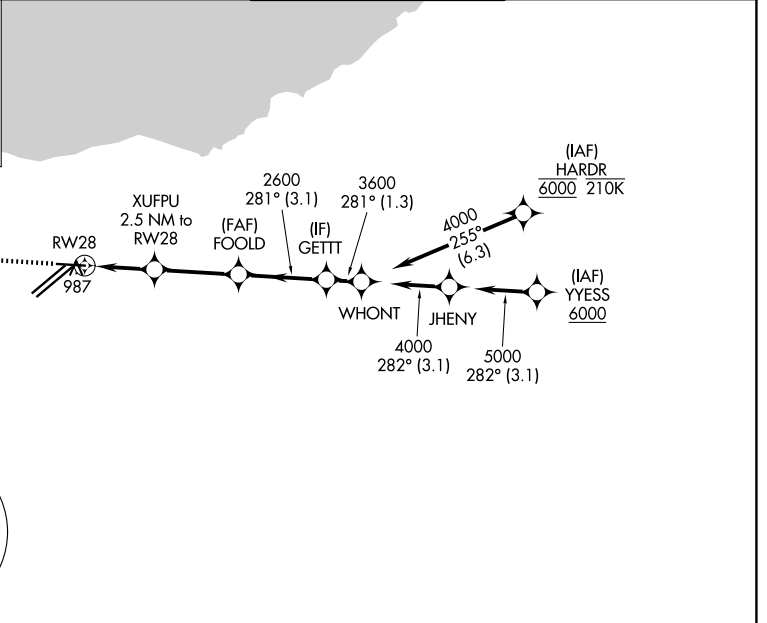 (IAF)
HARDR
6000 210K
2600
281° (3.1)
3600
281° (1.3)
XUFPU
2.5 NM to
RW28
(FAF)
FOOLD
(IF)
GETTT
4000
255°
(6.3)
RW28
987
(IAF)
YYESS
6000
WHONT
JHENY
4000
282° (3.1)
5000
282° (3.1)